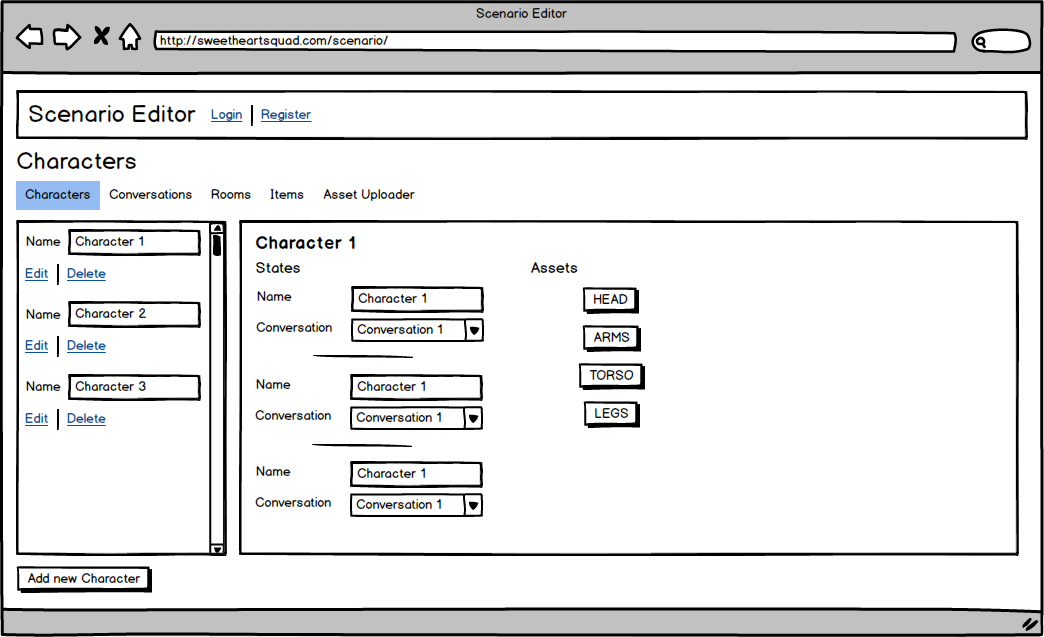 Scenario Editor
http://sweetheartsquad.com/scenario/
Scenario Editor Login Register
Characters
Characters Conversations Rooms Items Asset Uploader
Name Character 1
Edit Delete
Name Character 2
Edit Delete
Name Character 3
Edit Delete
Character 1
States
Name Character 1
Conversation Conversation 1
Name Character 1
Conversation Conversation 1
Name Character 1
Conversation Conversation 1
Assets
HEAD
ARMS
TORSO
LEGS
Add new Character